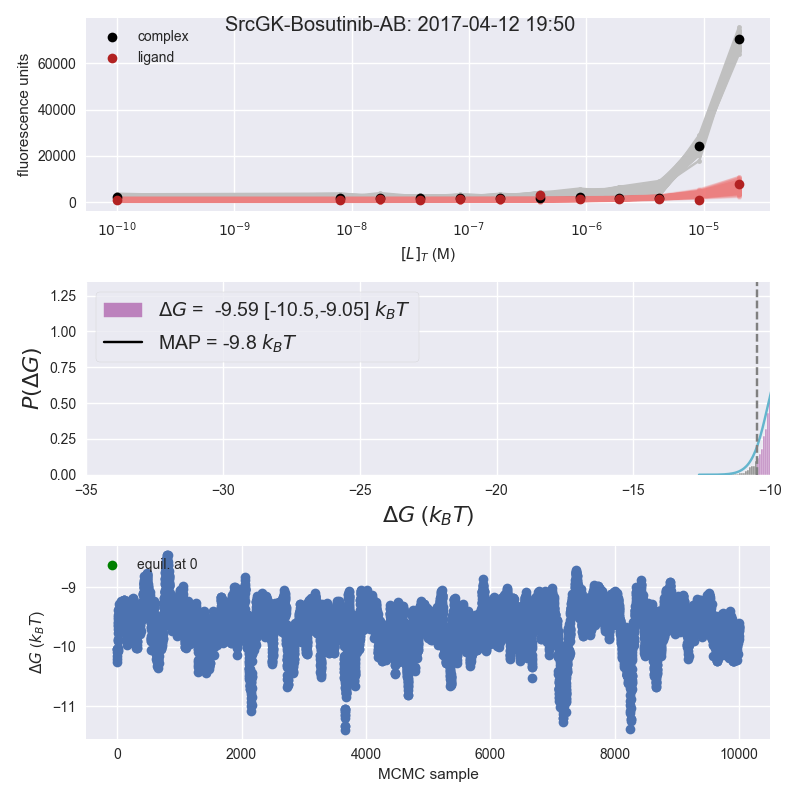 SrcGK-Bosutinib-AB: 2017-04-12 19:50
complex
ligand
fluorescence units
60000
40000
20000
0
10⁻¹⁰ 10⁻⁹ 10⁻⁸ 10⁻⁷ 10⁻⁶ 10⁻⁵
[L]_T (M)
ΔG = -9.59 [-10.5,-9.05] k_BT
MAP = -9.8 k_BT
P(ΔG)
1.25
1.00
0.75
0.50
0.25
0.00
−35 −30 −25 −20 −15 −10
ΔG (k_BT)
equil. at 0
ΔG (k_BT)
−9
−10
−11
0 2000 4000 6000 8000 10000
MCMC sample